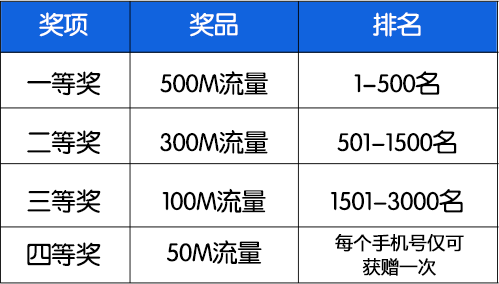 奖项 奖品 排名
一等奖 500M流量 1-500名
二等奖 300M流量 501-1500名
三等奖 100M流量 1501-3000名
四等奖 50M流量 每个手机号仅可
获赠一次